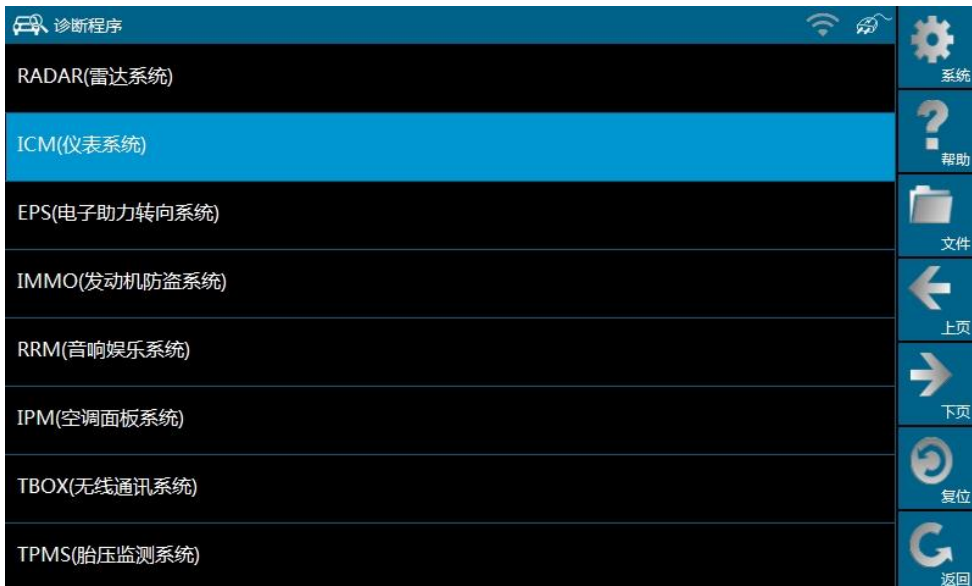 诊断程序
RADAR(雷达系统)
ICM(仪表系统)
EPS(电子助力转向系统)
IMMO(发动机防盗系统)
RRM(音响娱乐系统)
IPM(空调面板系统)
TBOX(无线通讯系统)
TPMS(胎压监测系统)
系统
帮助
文件
上页
下页
复位
返回